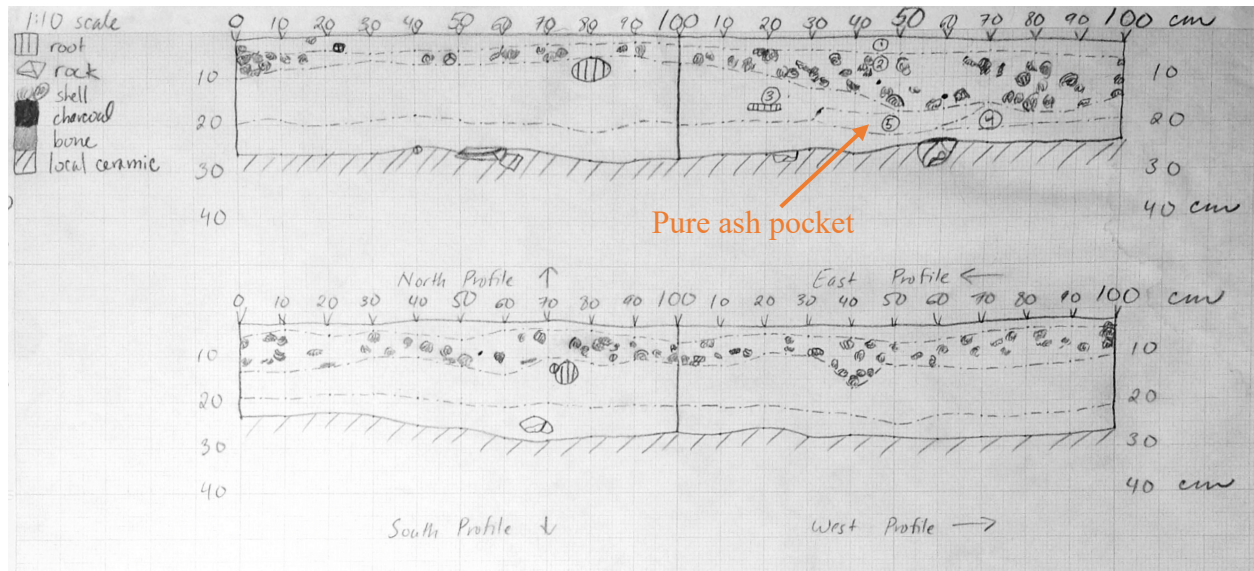 1:10 scale
root
rock
shell
charcoal
bone
local ceramic
0 10 20 30 40 50 60 70 80 90 100 10 20 30 40 50 60 70 80 90 100 cm
10 ① ② 10
20 ③ ⑤ ④ 20
30 30
40 40 cm
Pure ash pocket
North Profile ↑ East Profile ←
0 10 20 30 40 50 60 70 80 90 100 10 20 30 40 50 60 70 80 90 100 cm
10 10
20 20
30 30
40 40 cm
South Profile ↓ West Profile →